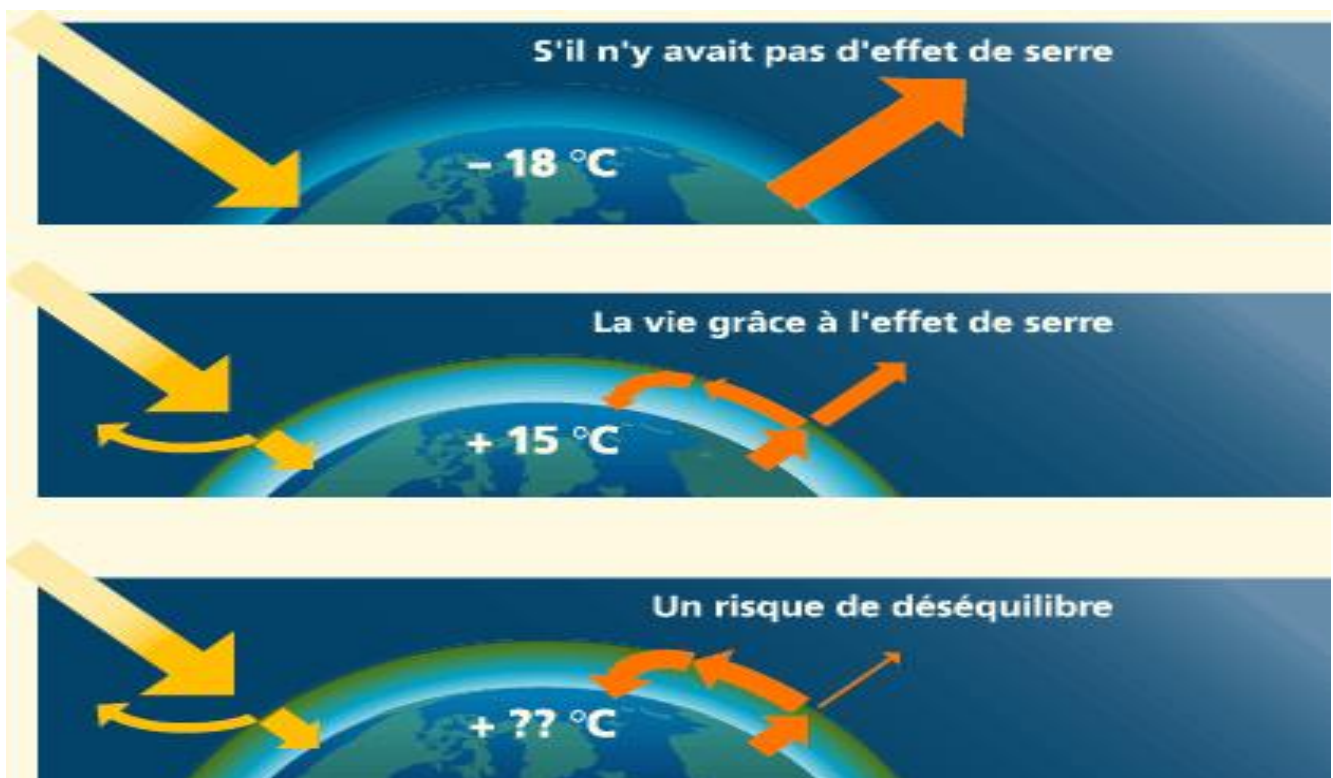 S'il n'y avait pas d'effet de serre
– 18 °C
La vie grâce à l'effet de serre
+ 15 °C
Un risque de déséquilibre
+ ?? °C